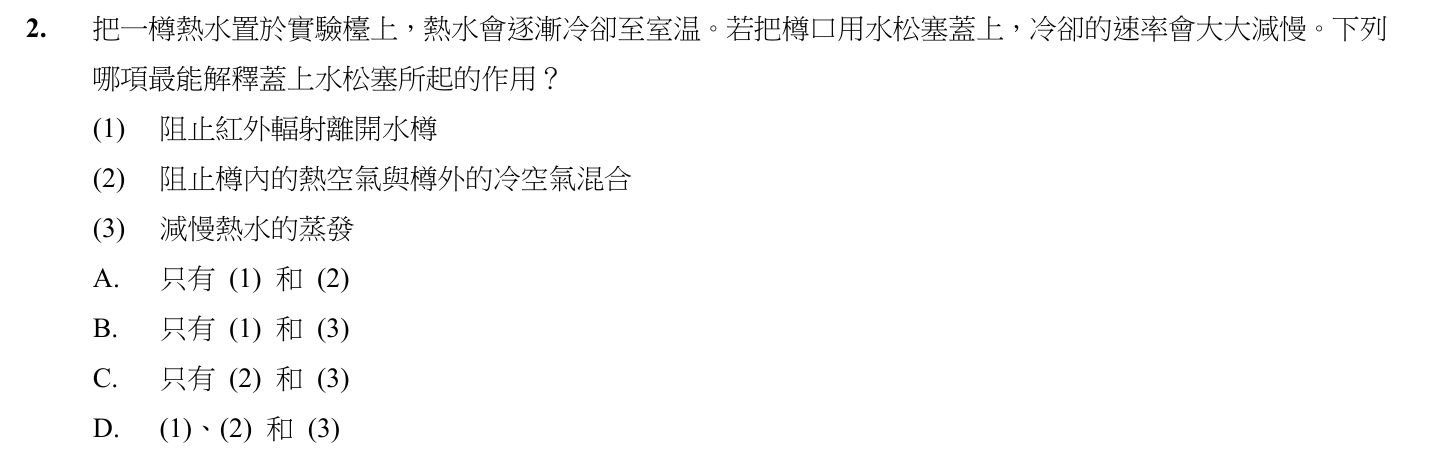 2. 把一樽熱水置於實驗檯上，熱水會逐漸冷卻至室温。若把樽口用水松塞蓋上，冷卻的速率會大大減慢。下列
哪項最能解釋蓋上水松塞所起的作用？
(1) 阻止紅外輻射離開水樽
(2) 阻止樽內的熱空氣與樽外的冷空氣混合
(3) 減慢熱水的蒸發
A. 只有 (1) 和 (2)
B. 只有 (1) 和 (3)
C. 只有 (2) 和 (3)
D. (1)、(2) 和 (3)